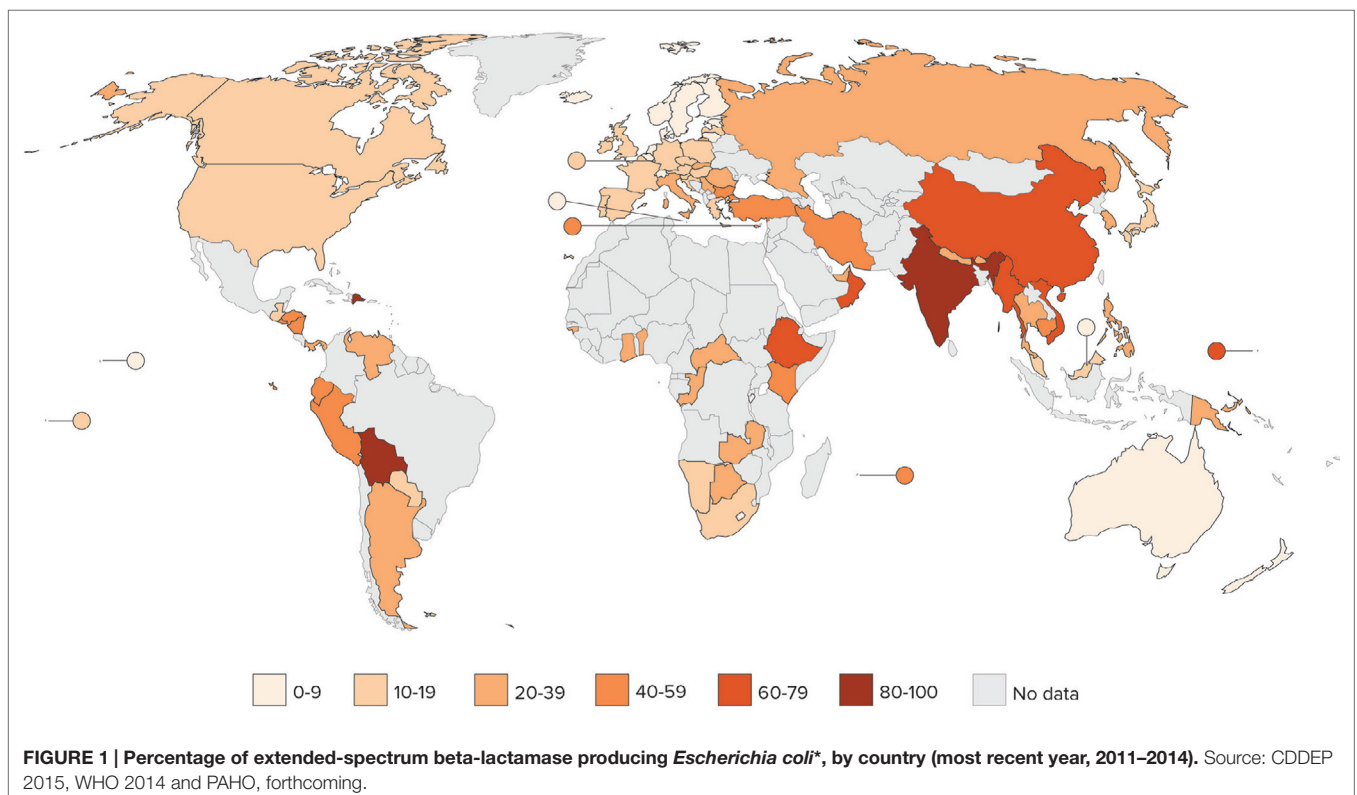 0-9 10-19 20-39 40-59 60-79 80-100 No data
FIGURE 1 | Percentage of extended-spectrum beta-lactamase producing Escherichia coli*, by country (most recent year, 2011–2014). Source: CDDEP
2015, WHO 2014 and PAHO, forthcoming.